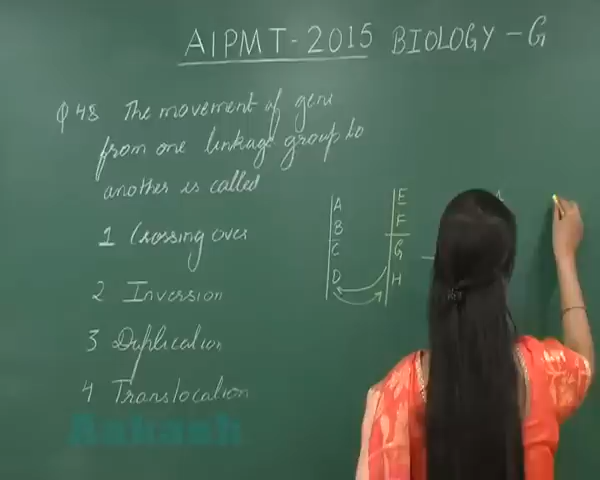 AIPMT - 2015 BIOLOGY - G
Q 48 The movement of gene
from one linkage group to
another is called
1 Crossing over
2 Inversion
3 Duplication
4 Translocation
A
B
C
D
E
F
G
H
A
Aakash